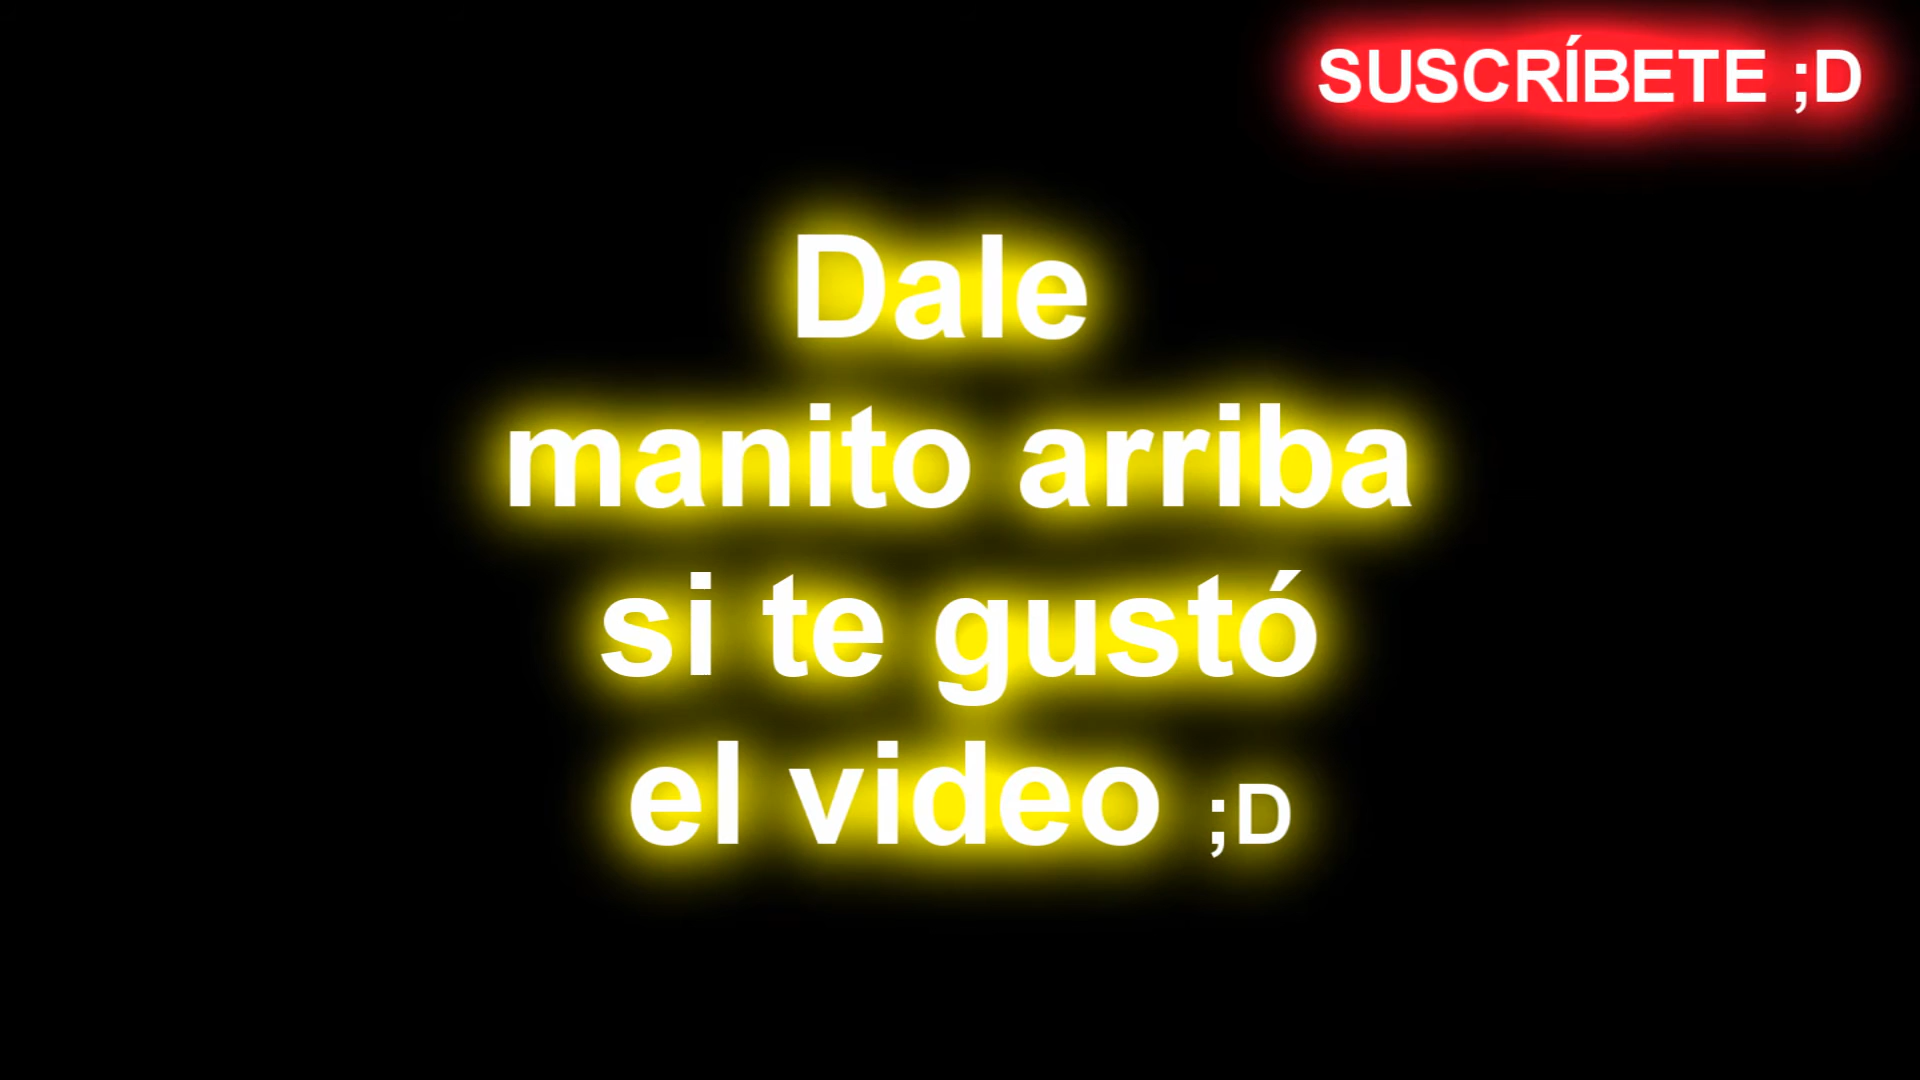 SUSCRÍBETE ;D
Dale
manito arriba
si te gustó
el video ;D